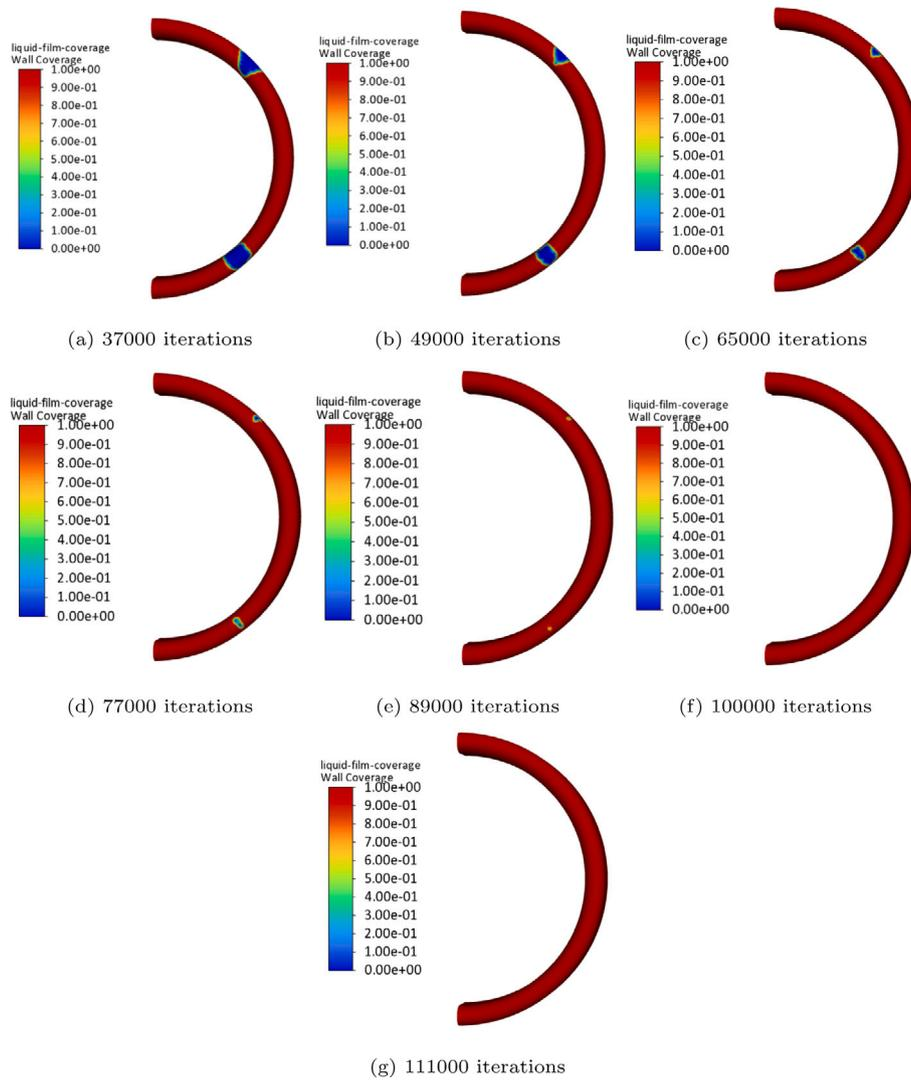 liquid-film-coverage
Wall Coverage
1.00e+00
9.00e-01
8.00e-01
7.00e-01
6.00e-01
5.00e-01
4.00e-01
3.00e-01
2.00e-01
1.00e-01
0.00e+00
(a) 37000 iterations
liquid-film-coverage
Wall Coverage
1.00e+00
9.00e-01
8.00e-01
7.00e-01
6.00e-01
5.00e-01
4.00e-01
3.00e-01
2.00e-01
1.00e-01
0.00e+00
(b) 49000 iterations
liquid-film-coverage
Wall Coverage
1.00e+00
9.00e-01
8.00e-01
7.00e-01
6.00e-01
5.00e-01
4.00e-01
3.00e-01
2.00e-01
1.00e-01
0.00e+00
(c) 65000 iterations
liquid-film-coverage
Wall Coverage
1.00e+00
9.00e-01
8.00e-01
7.00e-01
6.00e-01
5.00e-01
4.00e-01
3.00e-01
2.00e-01
1.00e-01
0.00e+00
(d) 77000 iterations
liquid-film-coverage
Wall Coverage
1.00e+00
9.00e-01
8.00e-01
7.00e-01
6.00e-01
5.00e-01
4.00e-01
3.00e-01
2.00e-01
1.00e-01
0.00e+00
(e) 89000 iterations
liquid-film-coverage
Wall Coverage
1.00e+00
9.00e-01
8.00e-01
7.00e-01
6.00e-01
5.00e-01
4.00e-01
3.00e-01
2.00e-01
1.00e-01
0.00e+00
(f) 100000 iterations
liquid-film-coverage
Wall Coverage
1.00e+00
9.00e-01
8.00e-01
7.00e-01
6.00e-01
5.00e-01
4.00e-01
3.00e-01
2.00e-01
1.00e-01
0.00e+00
(g) 111000 iterations